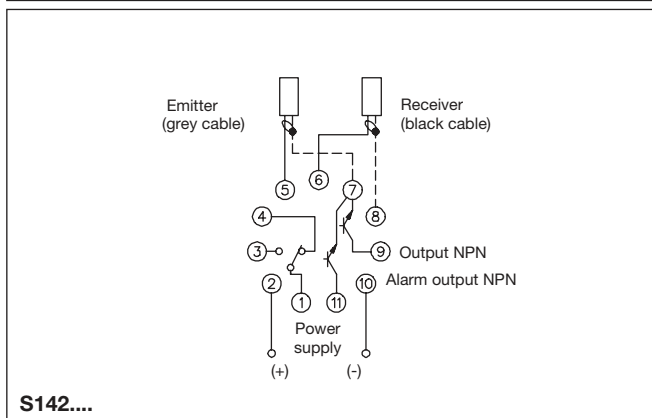 Emitter
(grey cable)
Receiver
(black cable)
5
6
7
8
4
3
9 Output NPN
2
10 Alarm output NPN
1
11
Power
supply
(+)
(-)
S142....